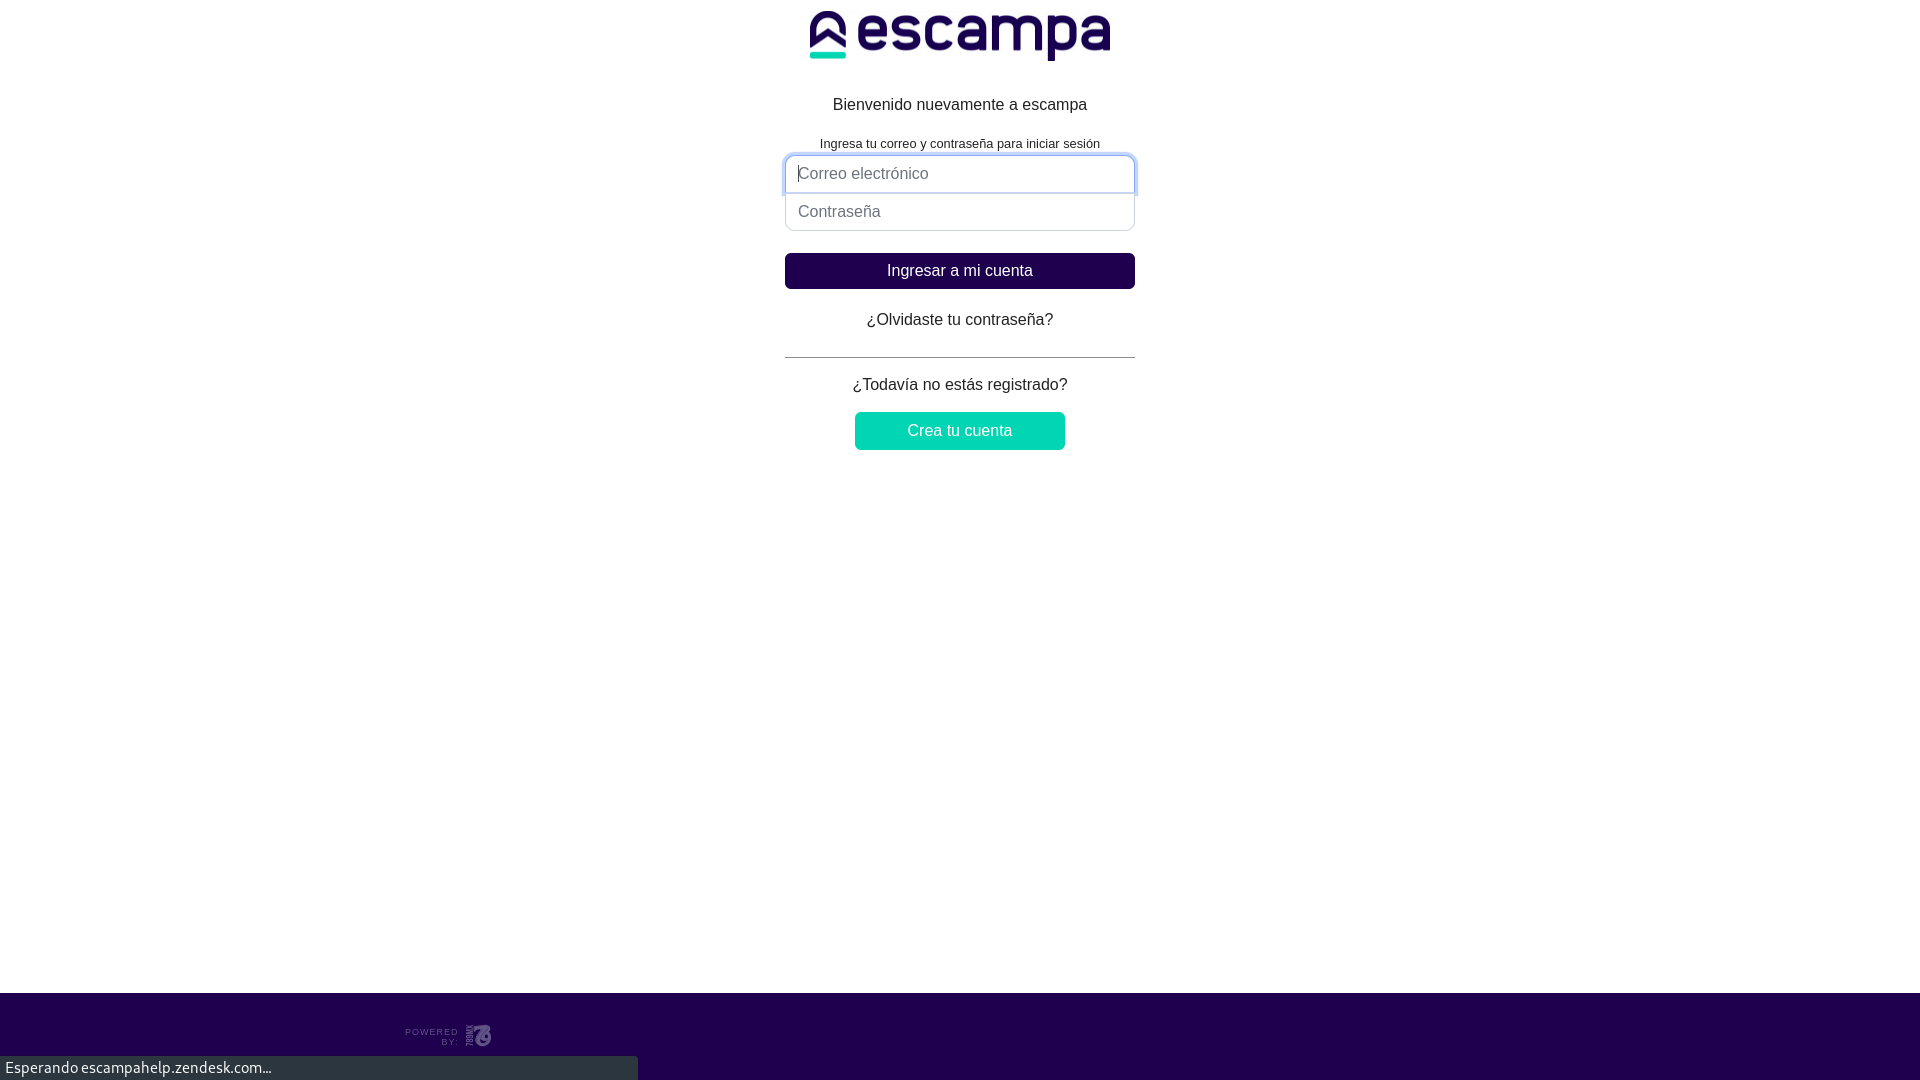 escampa
Bienvenido nuevamente a escampa
Ingresa tu correo y contraseña para iniciar sesión
Correo electrónico
Contraseña
Ingresar a mi cuenta
¿Olvidaste tu contraseña?
¿Todavía no estás registrado?
Crea tu cuenta
POWERED
BY:
789MX
Esperando escampahelp.zendesk.com...